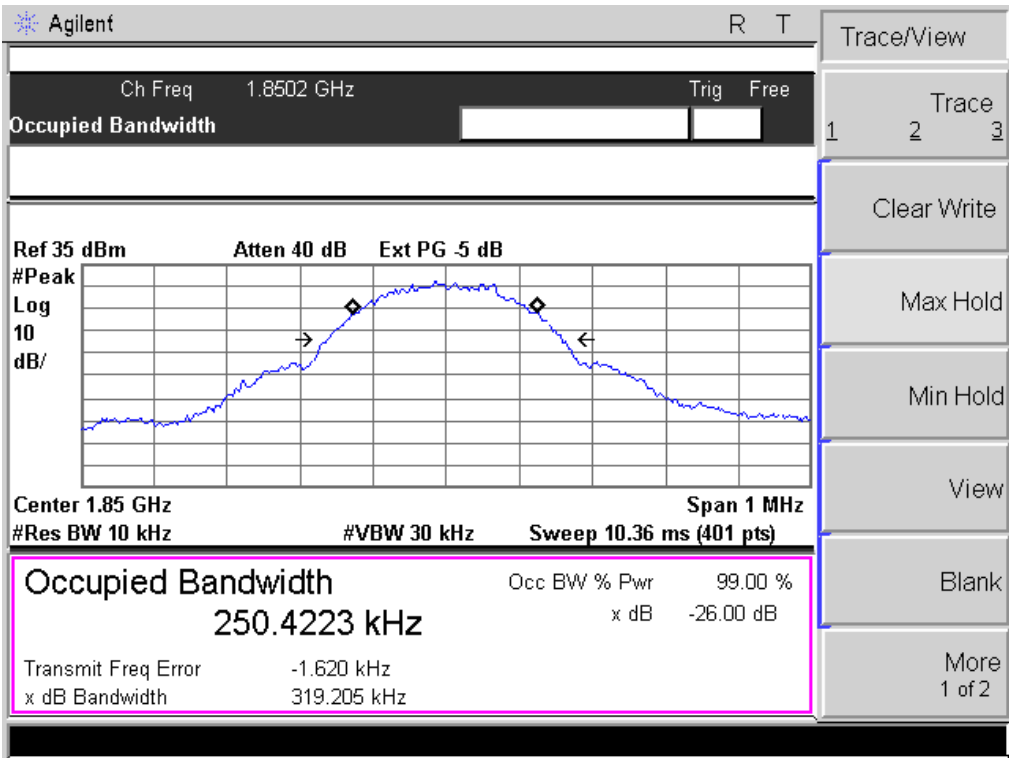 Agilent R T
Trace/View
Ch Freq 1.8502 GHz Trig Free
Occupied Bandwidth
Trace
1 2 3
Clear Write
Max Hold
Min Hold
View
Blank
More
1 of 2
Ref 35 dBm Atten 40 dB Ext PG -5 dB
#Peak
Log
10
dB/
Center 1.85 GHz Span 1 MHz
#Res BW 10 kHz #VBW 30 kHz Sweep 10.36 ms (401 pts)
Occupied Bandwidth Occ BW % Pwr 99.00 %
250.4223 kHz x dB -26.00 dB
Transmit Freq Error -1.620 kHz
x dB Bandwidth 319.205 kHz